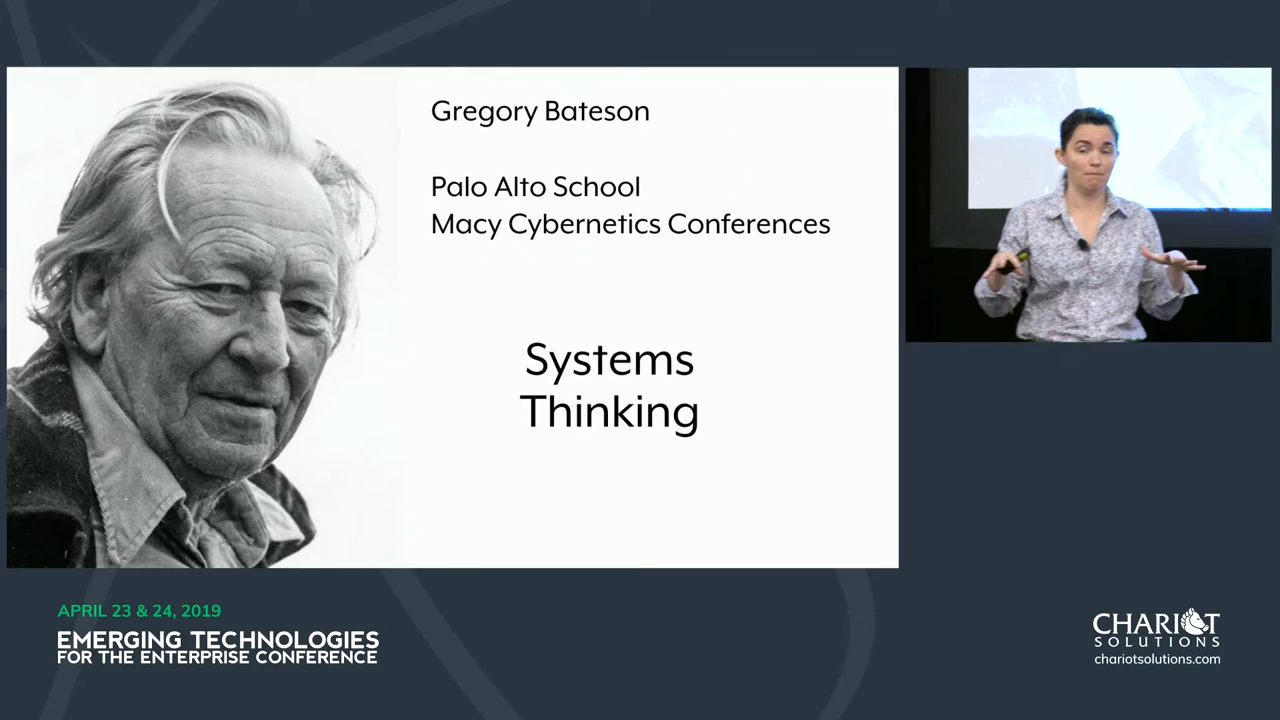 Gregory Bateson
Palo Alto School
Macy Cybernetics Conferences
Systems
Thinking
APRIL 23 & 24, 2019
EMERGING TECHNOLOGIES
FOR THE ENTERPRISE CONFERENCE
CHARIOT
SOLUTIONS
chariotsolutions.com